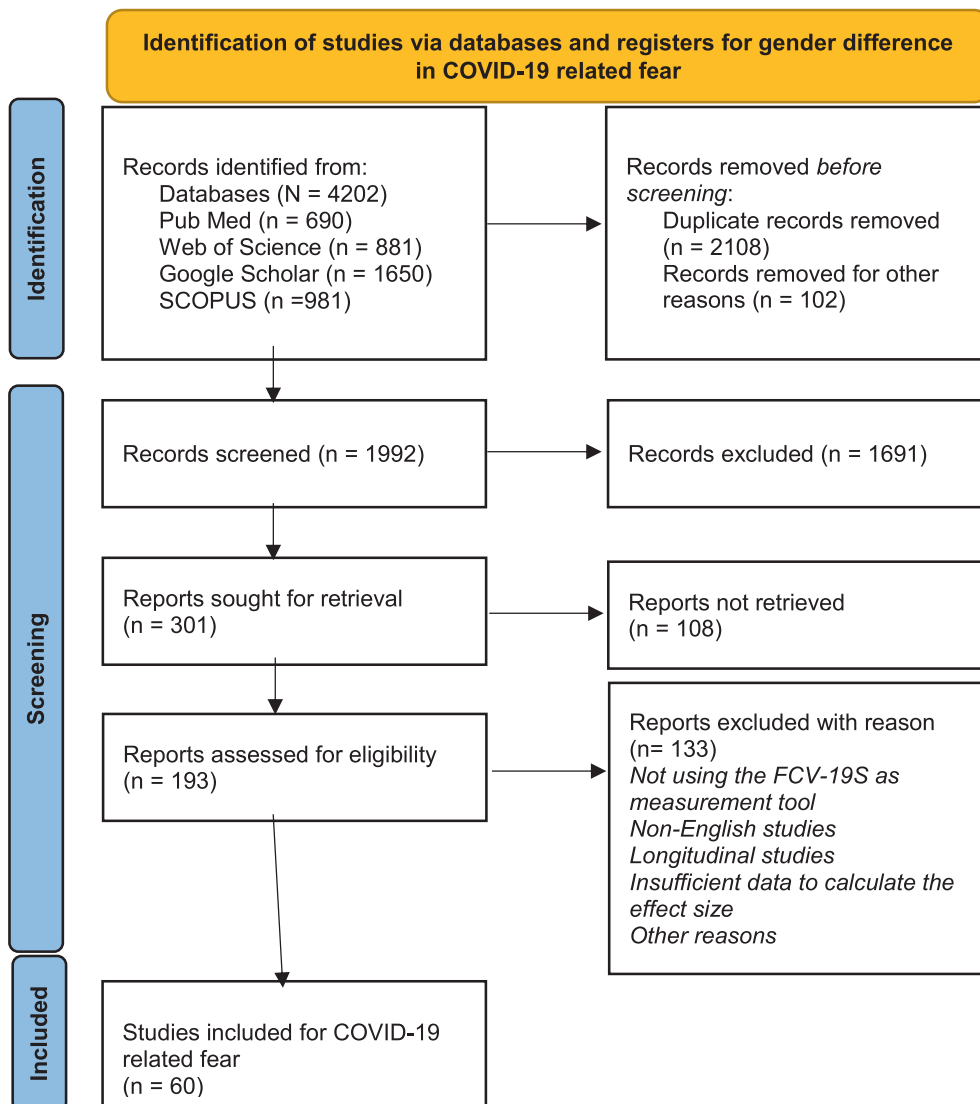 Identification of studies via databases and registers for gender difference
in COVID-19 related fear
Identification
Records identified from:
Databases (N = 4202)
Pub Med (n = 690)
Web of Science (n = 881)
Google Scholar (n = 1650)
SCOPUS (n =981)
Records removed before
screening:
Duplicate records removed
(n = 2108)
Records removed for other
reasons (n = 102)
Screening
Records screened (n = 1992)
Records excluded (n = 1691)
Reports sought for retrieval
(n = 301)
Reports not retrieved
(n = 108)
Reports assessed for eligibility
(n = 193)
Reports excluded with reason
(n= 133)
Not using the FCV-19S as
measurement tool
Non-English studies
Longitudinal studies
Insufficient data to calculate the
effect size
Other reasons
Included
Studies included for COVID-19
related fear
(n = 60)